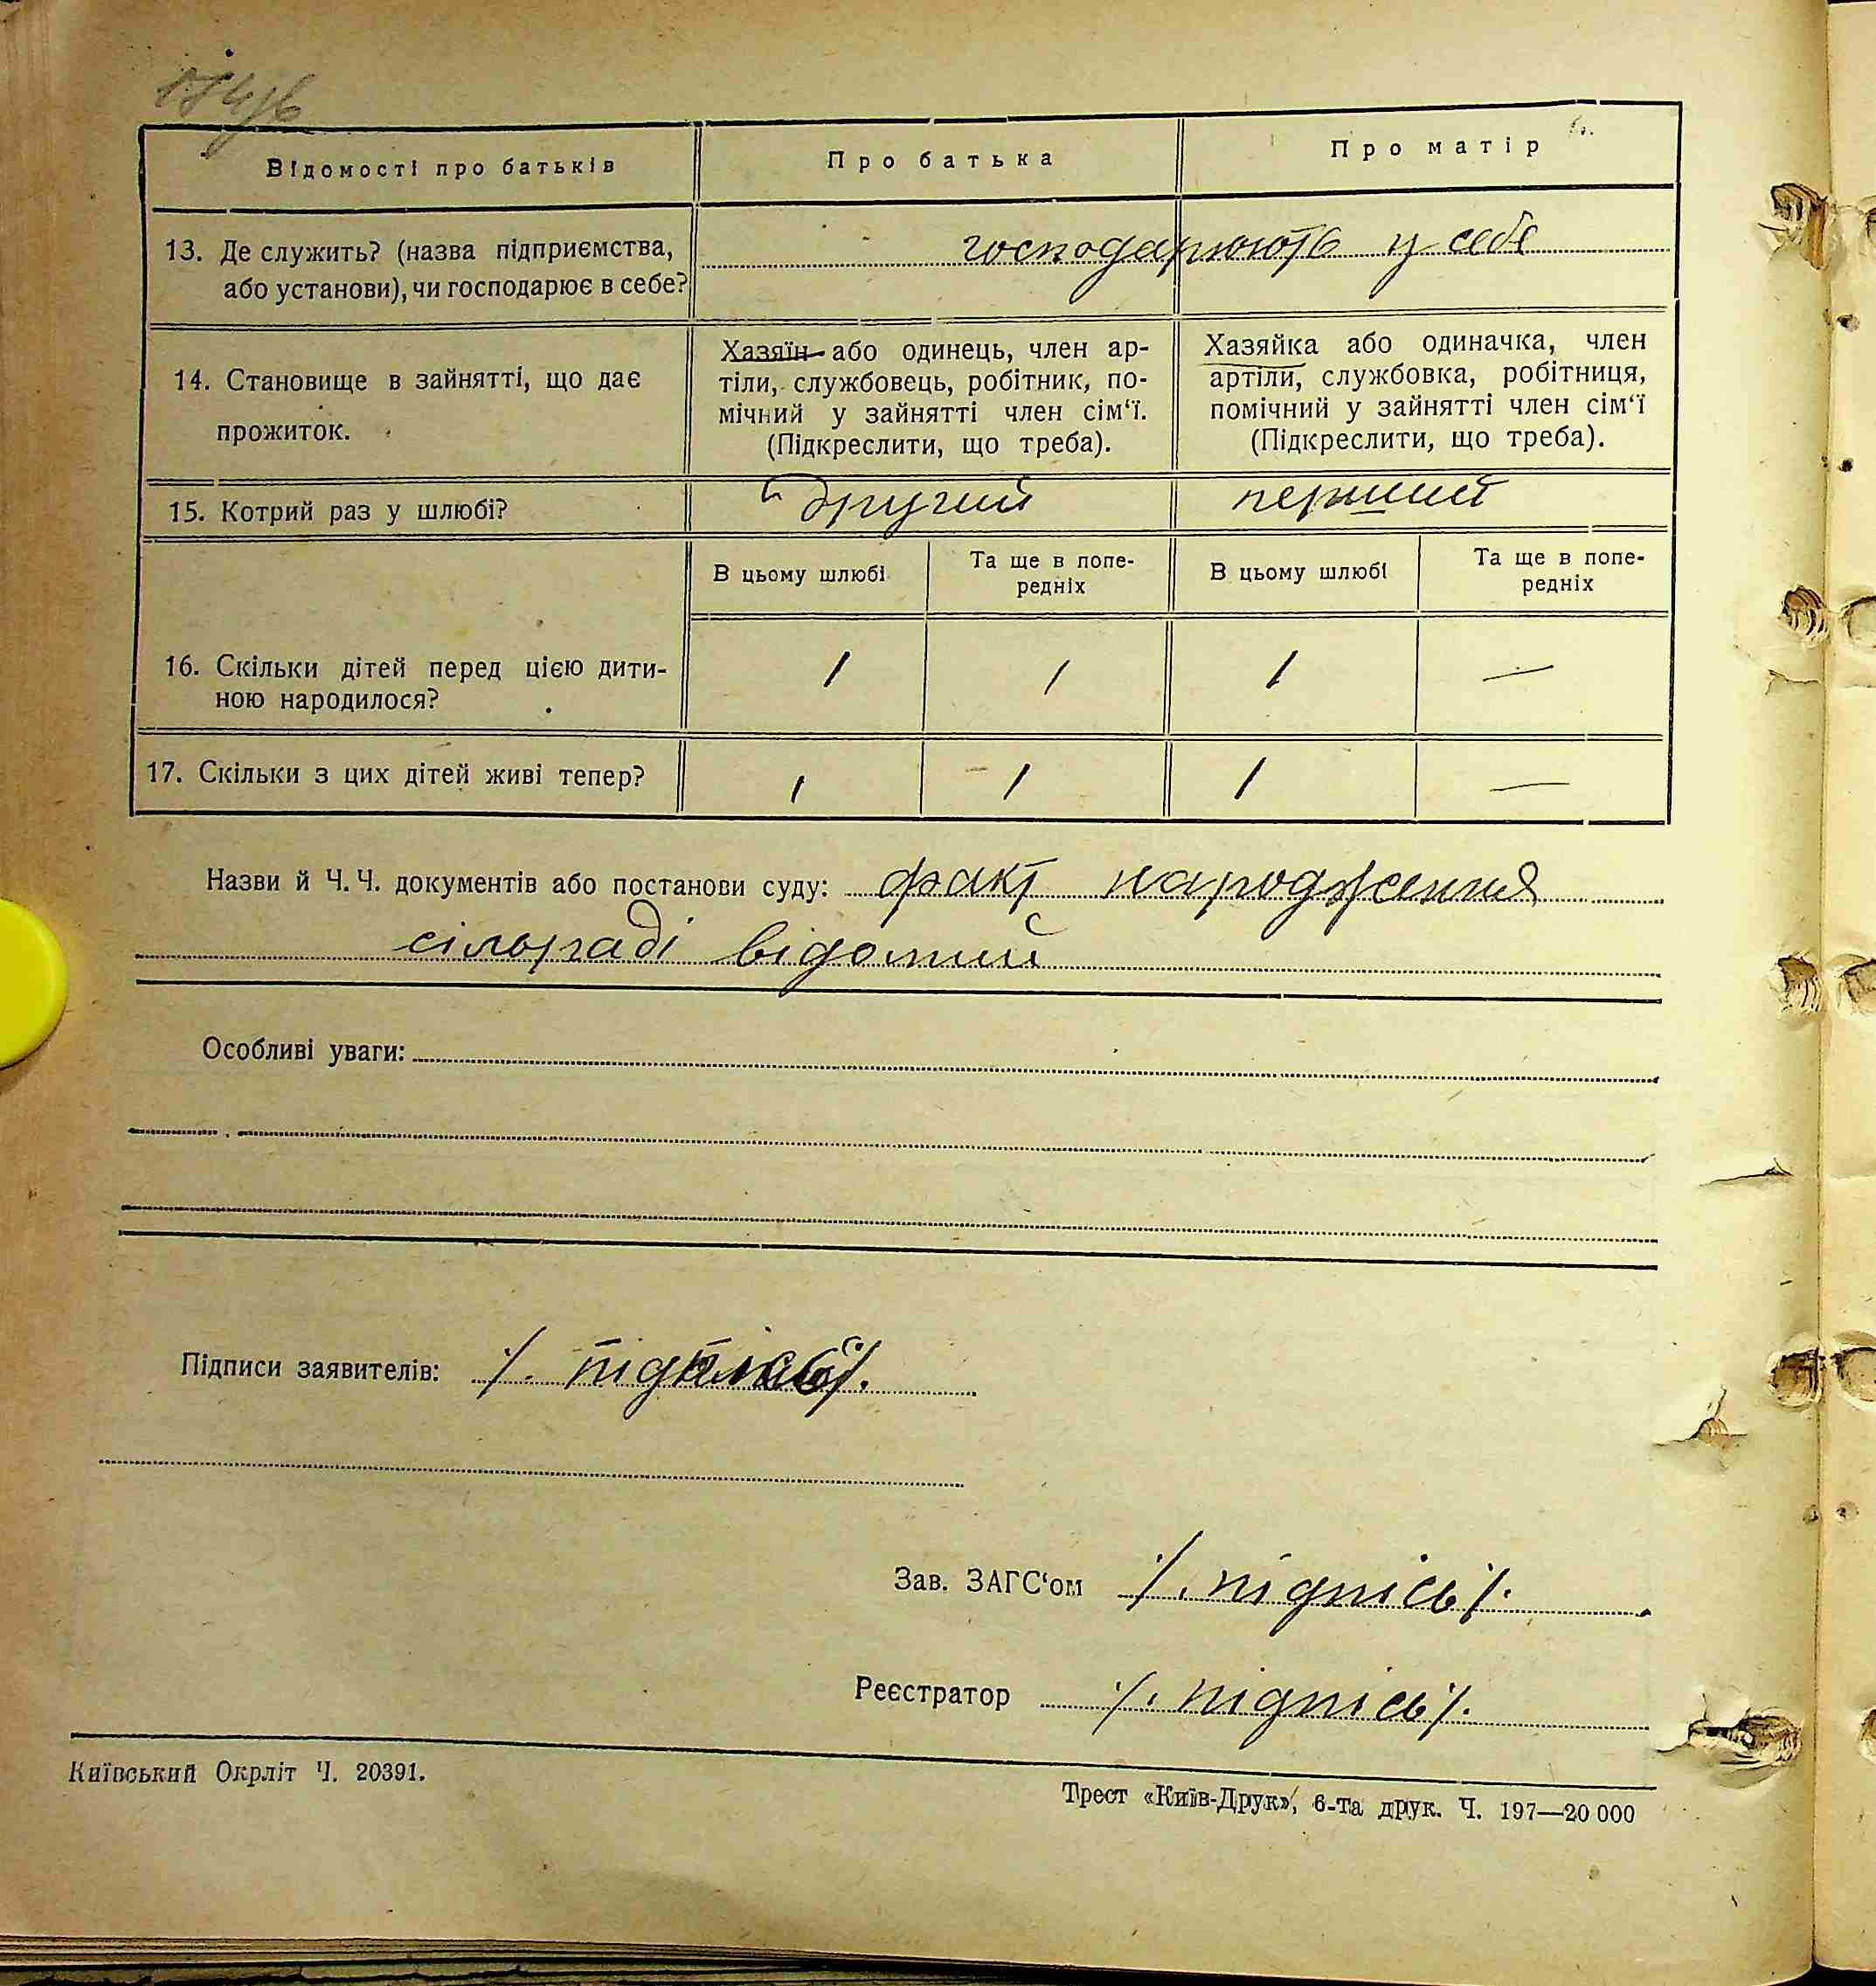 Відомості про батьків
Про батька
Про матір
13. Де служить? (назва підприємства,
або установи), чи господарює в себе?
господарюють у себе
14. Становище в зайнятті, що дає
прожиток.
Хазяїн або одинець, член ар-
тіли, службовець, робітник, по-
мічний у зайнятті член сім‘ї.
(Підкреслити, що треба).
Хазяйка або одиначка, член
артіли, службовка, робітниця,
помічний у зайнятті член сім‘ї
(Підкреслити, що треба).
15. Котрий раз у шлюбі?
другий
перший
В цьому шлюбі
Та ще в попе-
редніх
В цьому шлюбі
Та ще в попе-
редніх
16. Скільки дітей перед цією дити-
ною народилося?
1
1
1
—
17. Скільки з цих дітей живі тепер?
1
1
1
—
Назви й Ч. Ч. документів або постанови суду: факт народження
сільраді відомий
Особливі уваги:
Підписи заявителів: /. підпісь /.
Зав. ЗАГС‘ом /. підпісь /.
Реєстратор /. підпісь /.
Київський Окрліт Ч. 20391.
Трест «Київ-Друк», 6-та друк. Ч. 197—20 000